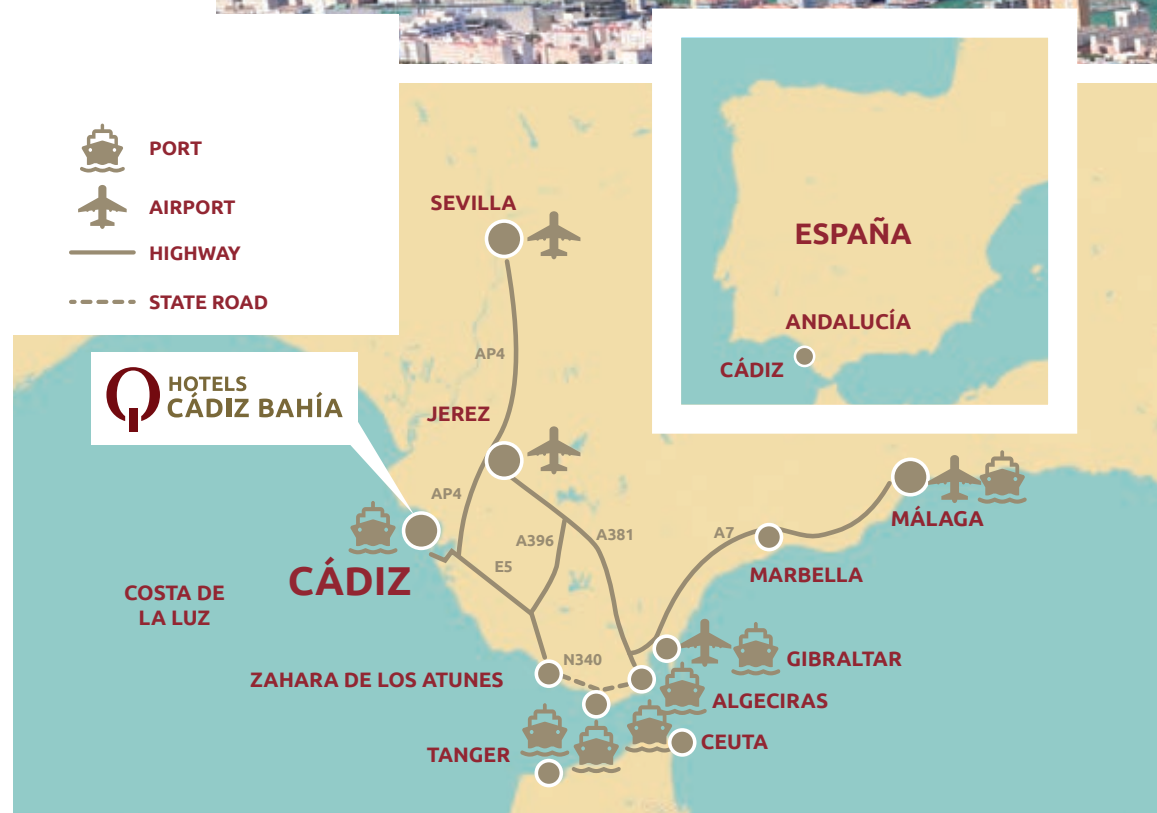 PORT
AIRPORT
HIGHWAY
STATE ROAD
HOTELS
CÁDIZ BAHÍA
ESPAÑA
ANDALUCÍA
CÁDIZ
SEVILLA
AP4
JEREZ
AP4
A396
A381
E5
A7
MÁLAGA
MARBELLA
CÁDIZ
COSTA DE
LA LUZ
N340
ZAHARA DE LOS ATUNES
GIBRALTAR
ALGECIRAS
CEUTA
TANGER